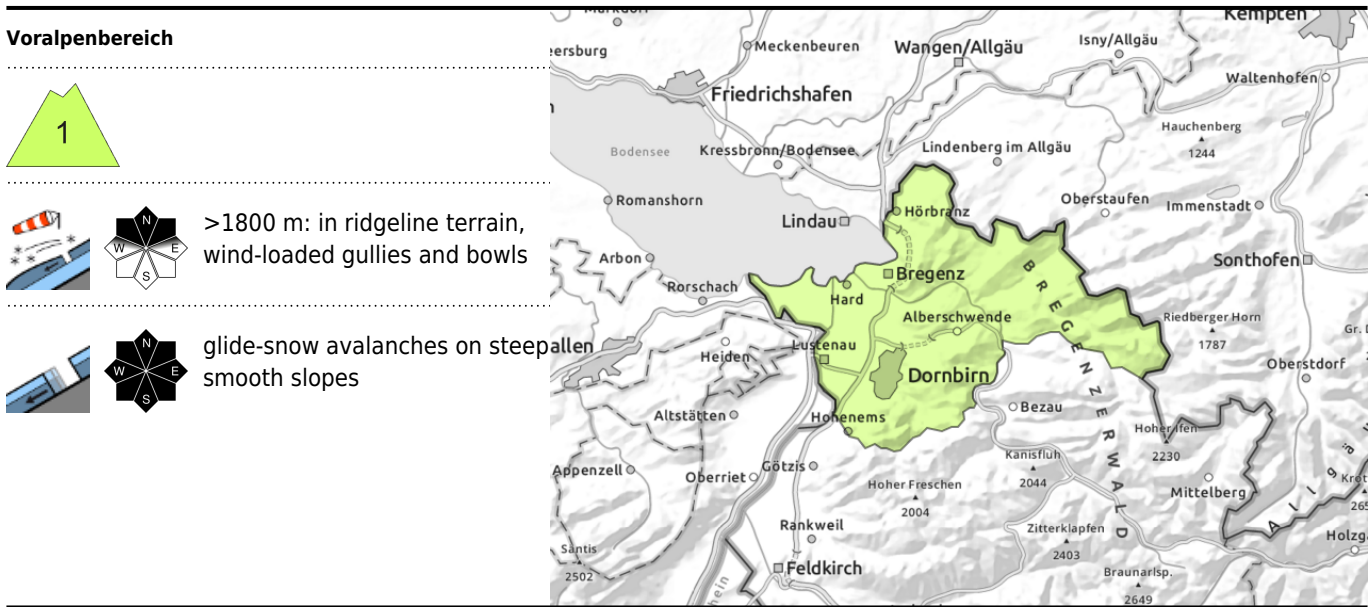 Voralpenbereich
1
N
W E
S
>1800 m: in ridgeline terrain,
wind-loaded gullies and bowls
N
W E
S
glide-snow avalanches on steep
smooth slopes
Kempten
Meckenbeuren
Wangen/Allgäu
Isny/Allgäu
eersburg
Waltenhofen
Friedrichshafen
Hauchenberg
1244
Bodensee
Kressbronn/Bodensee
Lindenberg im Allgäu
Romanshorn
Oberstaufen
Immenstadt
Lindau
Hörbranz
Arbon
Bregenz
Sonthofen
Rorschach
Hard
BREGENZERWALD
Alberschwende
Riedberger Horn
1787
Lustenau
allen
Heiden
Dornbirn
Oberstdorf
Altstätten
Hohenems
Bezau
Hoher Ifen
2230
Appenzell
Oberriet
Götzis
Kanisfluh
2044
Hoher Freschen
2004
Mittelberg
Rankweil
Zitterklapfen
2403
Säntis
2502
Feldkirch
Braunarlsp.
2649